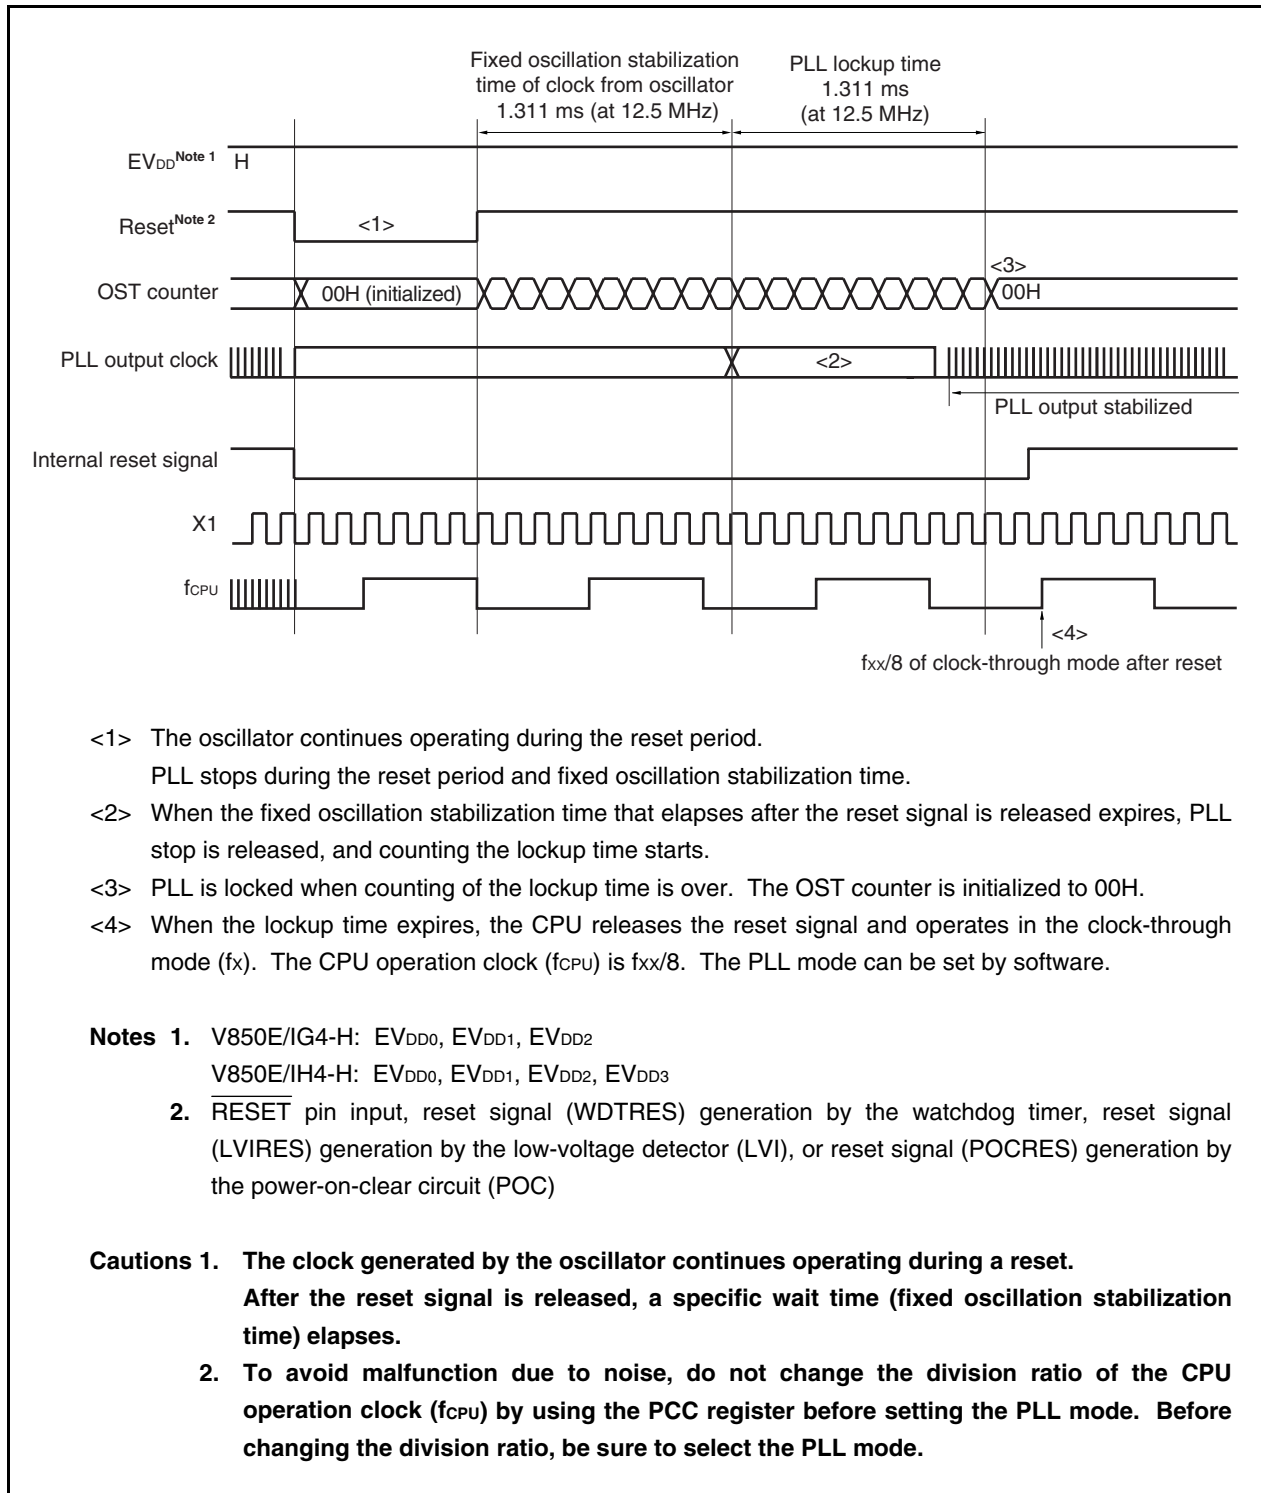 Fixed oscillation stabilization
time of clock from oscillator
1.311 ms (at 12.5 MHz)
PLL lockup time
1.311 ms
(at 12.5 MHz)
EVDD Note 1 H
Reset Note 2 <1>
<3>
OST counter 00H (initialized) 00H
PLL output clock <2>
PLL output stabilized
Internal reset signal
X1
fCPU
<4>
fXX/8 of clock-through mode after reset
<1> The oscillator continues operating during the reset period.
PLL stops during the reset period and fixed oscillation stabilization time.
<2> When the fixed oscillation stabilization time that elapses after the reset signal is released expires, PLL
stop is released, and counting the lockup time starts.
<3> PLL is locked when counting of the lockup time is over. The OST counter is initialized to 00H.
<4> When the lockup time expires, the CPU releases the reset signal and operates in the clock-through
mode (fX). The CPU operation clock (fCPU) is fXX/8. The PLL mode can be set by software.
Notes 1. V850E/IG4-H: EVDD0, EVDD1, EVDD2
V850E/IH4-H: EVDD0, EVDD1, EVDD2, EVDD3
2. RESET pin input, reset signal (WDTRES) generation by the watchdog timer, reset signal
(LVIRES) generation by the low-voltage detector (LVI), or reset signal (POCRES) generation by
the power-on-clear circuit (POC)
Cautions 1. The clock generated by the oscillator continues operating during a reset.
After the reset signal is released, a specific wait time (fixed oscillation stabilization
time) elapses.
2. To avoid malfunction due to noise, do not change the division ratio of the CPU
operation clock (fCPU) by using the PCC register before setting the PLL mode. Before
changing the division ratio, be sure to select the PLL mode.